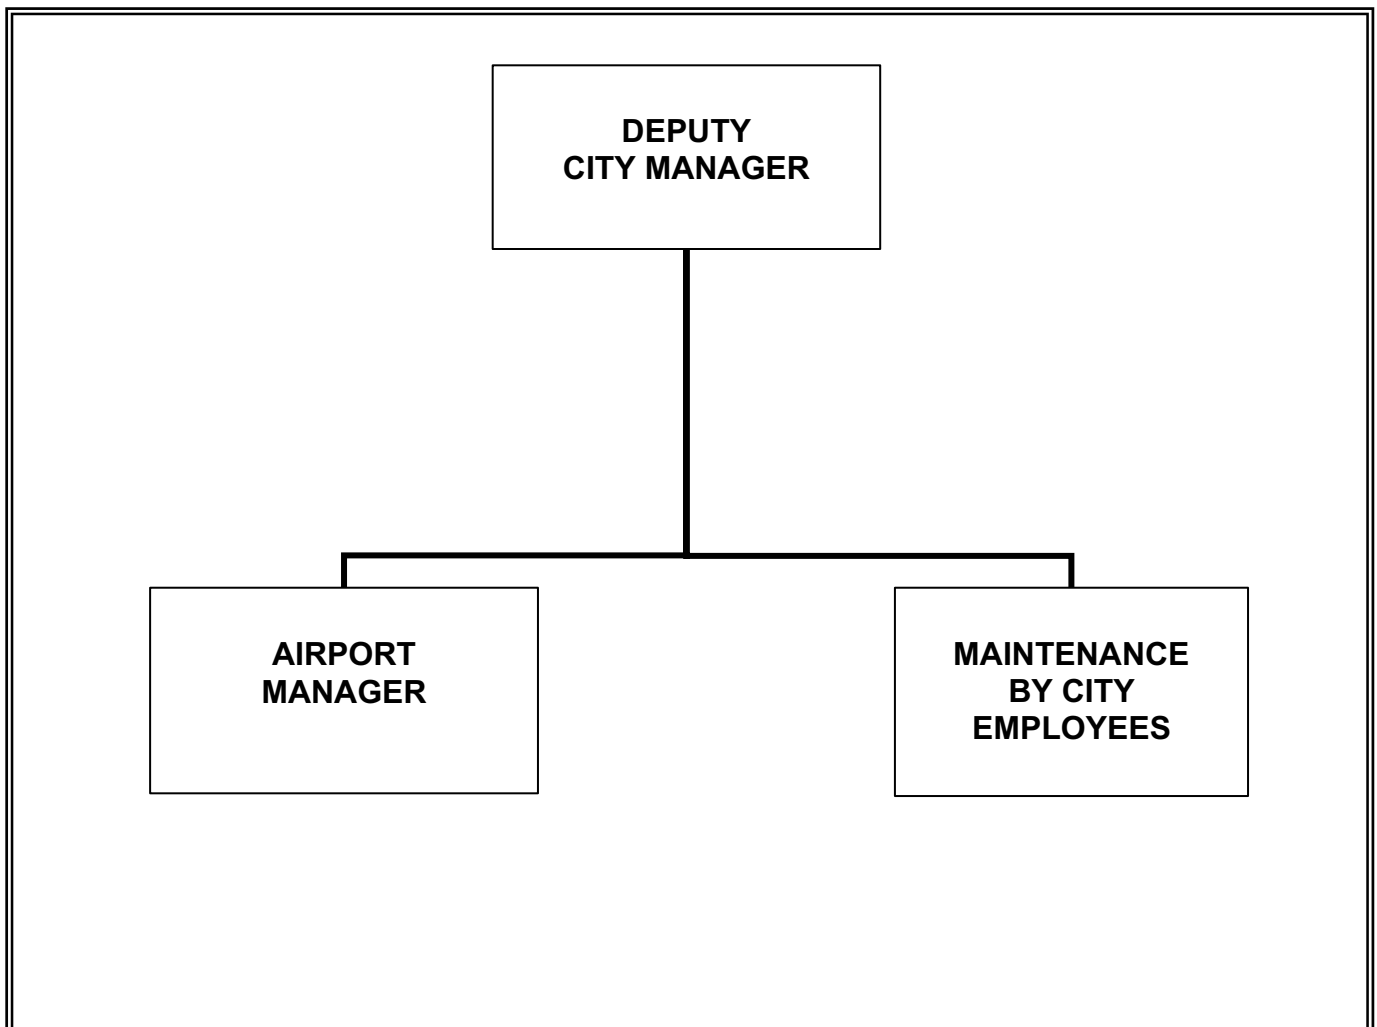 DEPUTY
CITY MANAGER
AIRPORT
MANAGER
MAINTENANCE
BY CITY
EMPLOYEES